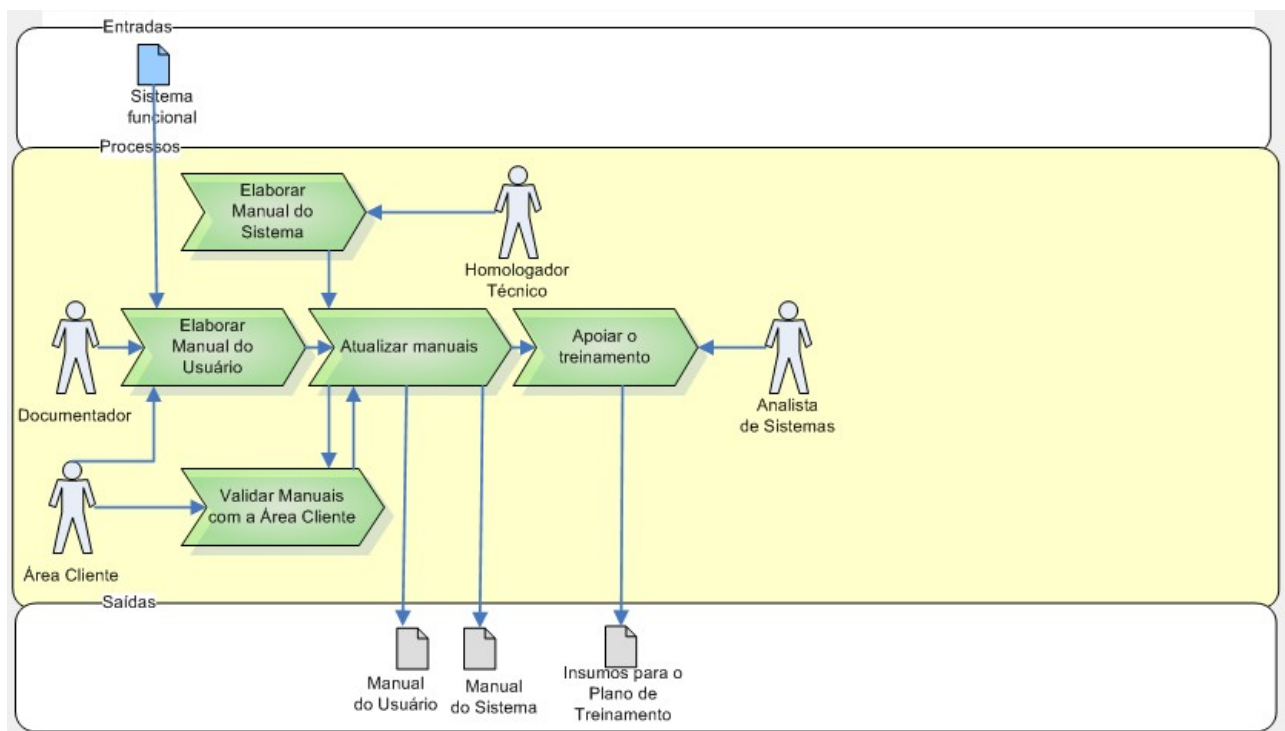 Entradas
Sistema
funcional
Processos
Elaborar
Manual do
Sistema
Homologador
Técnico
Documentador
Elaborar
Manual do
Usuário
Atualizar manuais
Apoiar o
treinamento
Analista
de Sistemas
Área Cliente
Validar Manuais
com a Área Cliente
Saídas
Manual
do Usuário
Manual
do Sistema
Insumos para o
Plano de
Treinamento